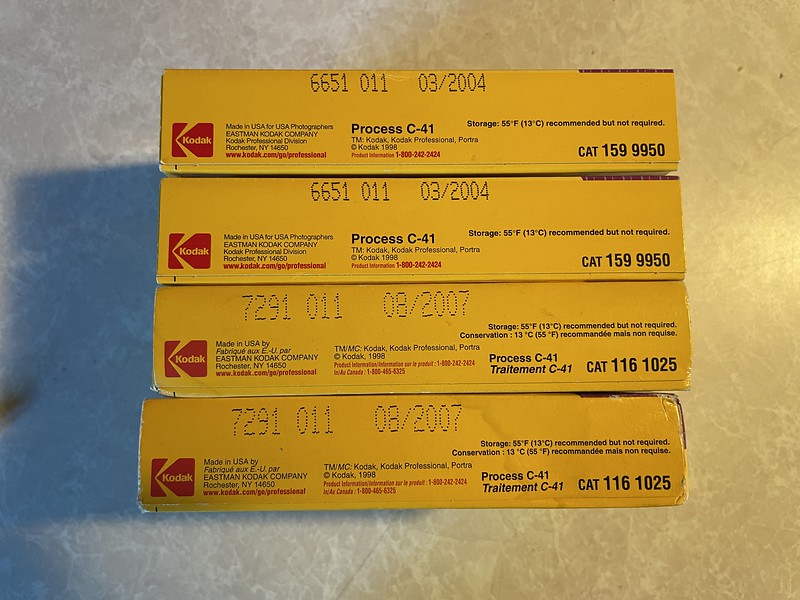 6651 011 03/2004
Storage: 55°F (13°C) recommended but not required.
Kodak
Made in USA for USA Photographers
EASTMAN KODAK COMPANY
Kodak Professional Division
Rochester, NY 14650
www.kodak.com/go/professional
Process C-41
TM: Kodak, Kodak Professional, Portra
© Kodak 1998
Product Information 1-800-242-2424
CAT 159 9950
6651 011 03/2004
Storage: 55°F (13°C) recommended but not required.
Kodak
Made in USA for USA Photographers
EASTMAN KODAK COMPANY
Kodak Professional Division
Rochester, NY 14650
www.kodak.com/go/professional
Process C-41
TM: Kodak, Kodak Professional, Portra
© Kodak 1998
Product Information 1-800-242-2424
CAT 159 9950
7291 011 08/2007
Storage: 55°F (13°C) recommended but not required.
Conservation : 13 °C (55 °F) recommandée mais non requise.
Kodak
Made in USA by
Fabriqué aux É.-U. par
EASTMAN KODAK COMPANY
Rochester, NY 14650
www.kodak.com/go/professional
TM/MC: Kodak, Kodak Professional, Portra
© Kodak, 1998
Product Information/Information sur le produit : 1-800-242-2424
In/Au Canada : 1-800-465-6325
Process C-41
Traitement C-41
CAT 116 1025
7291 011 08/2007
Storage: 55°F (13°C) recommended but not required.
Conservation : 13 °C (55 °F) recommandée mais non requise.
Kodak
Made in USA by
Fabriqué aux É.-U. par
EASTMAN KODAK COMPANY
Rochester, NY 14650
www.kodak.com/go/professional
TM/MC: Kodak, Kodak Professional, Portra
© Kodak, 1998
Product Information/Information sur le produit : 1-800-242-2424
In/Au Canada : 1-800-465-6325
Process C-41
Traitement C-41
CAT 116 1025